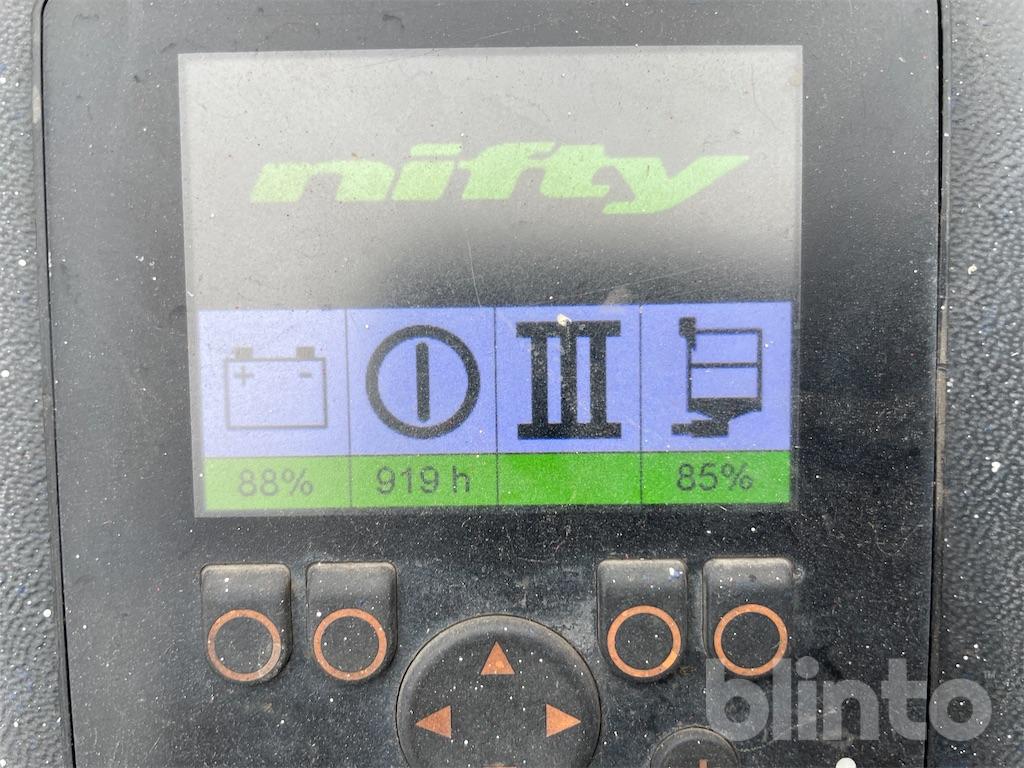 nifty
88% 919 h 85%
blinto